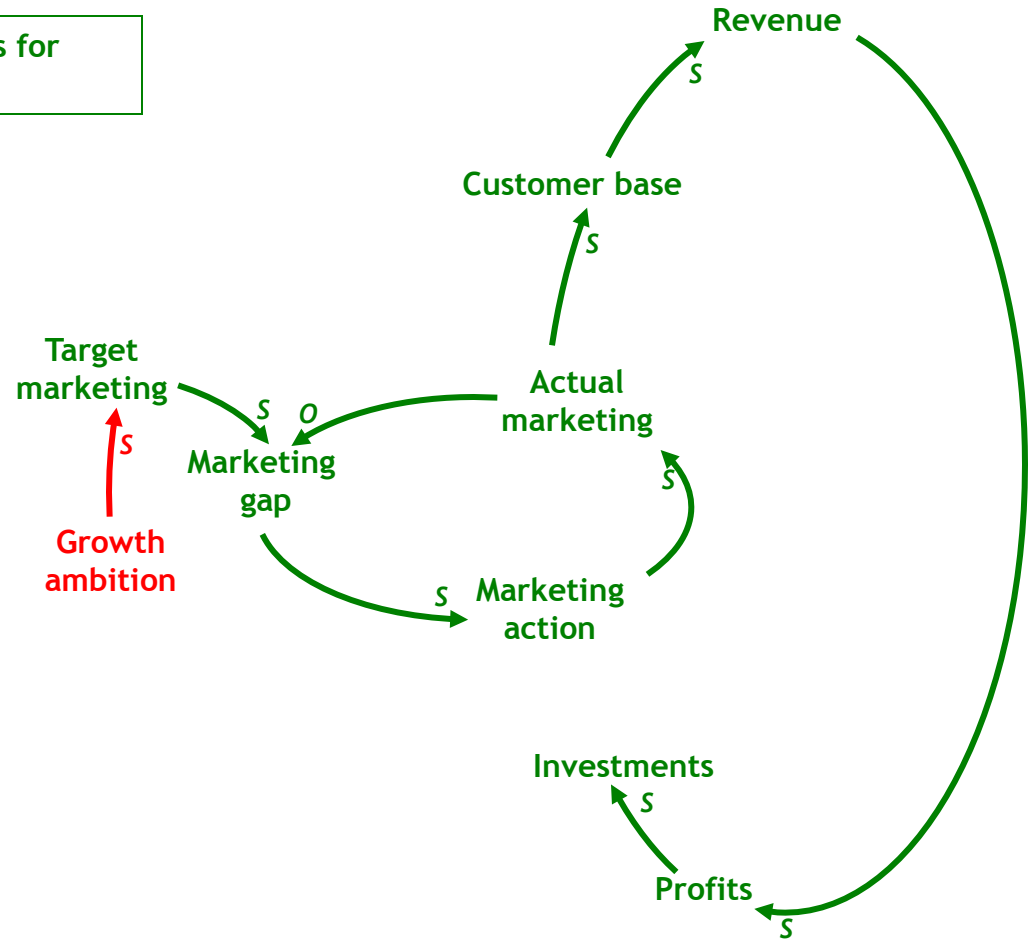 s for
Revenue
S
Customer base
S
Target
marketing
Actual
marketing
S
O
S
Marketing
gap
S
Growth
ambition
S
Marketing
action
Investments
S
Profits
S